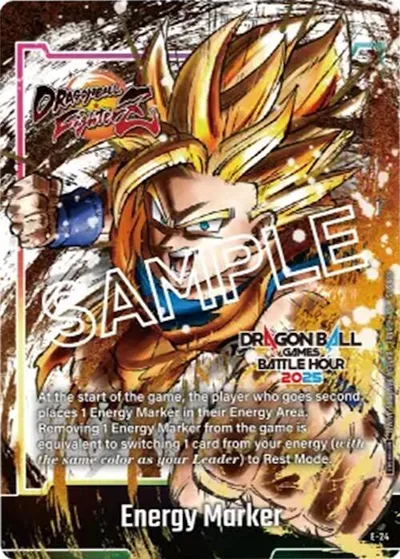 DRAGONBALL
FighterZ
SAMPLE
DRAGON BALL
GAMES
BATTLE HOUR
2025
At the start of the game, the player who goes second
places 1 Energy Marker in their Energy Area.
Removing 1 Energy Marker from the game is
equivalent to switching 1 card from your energy (with
the same color as your Leader) to Rest Mode.
Energy Marker
E-24